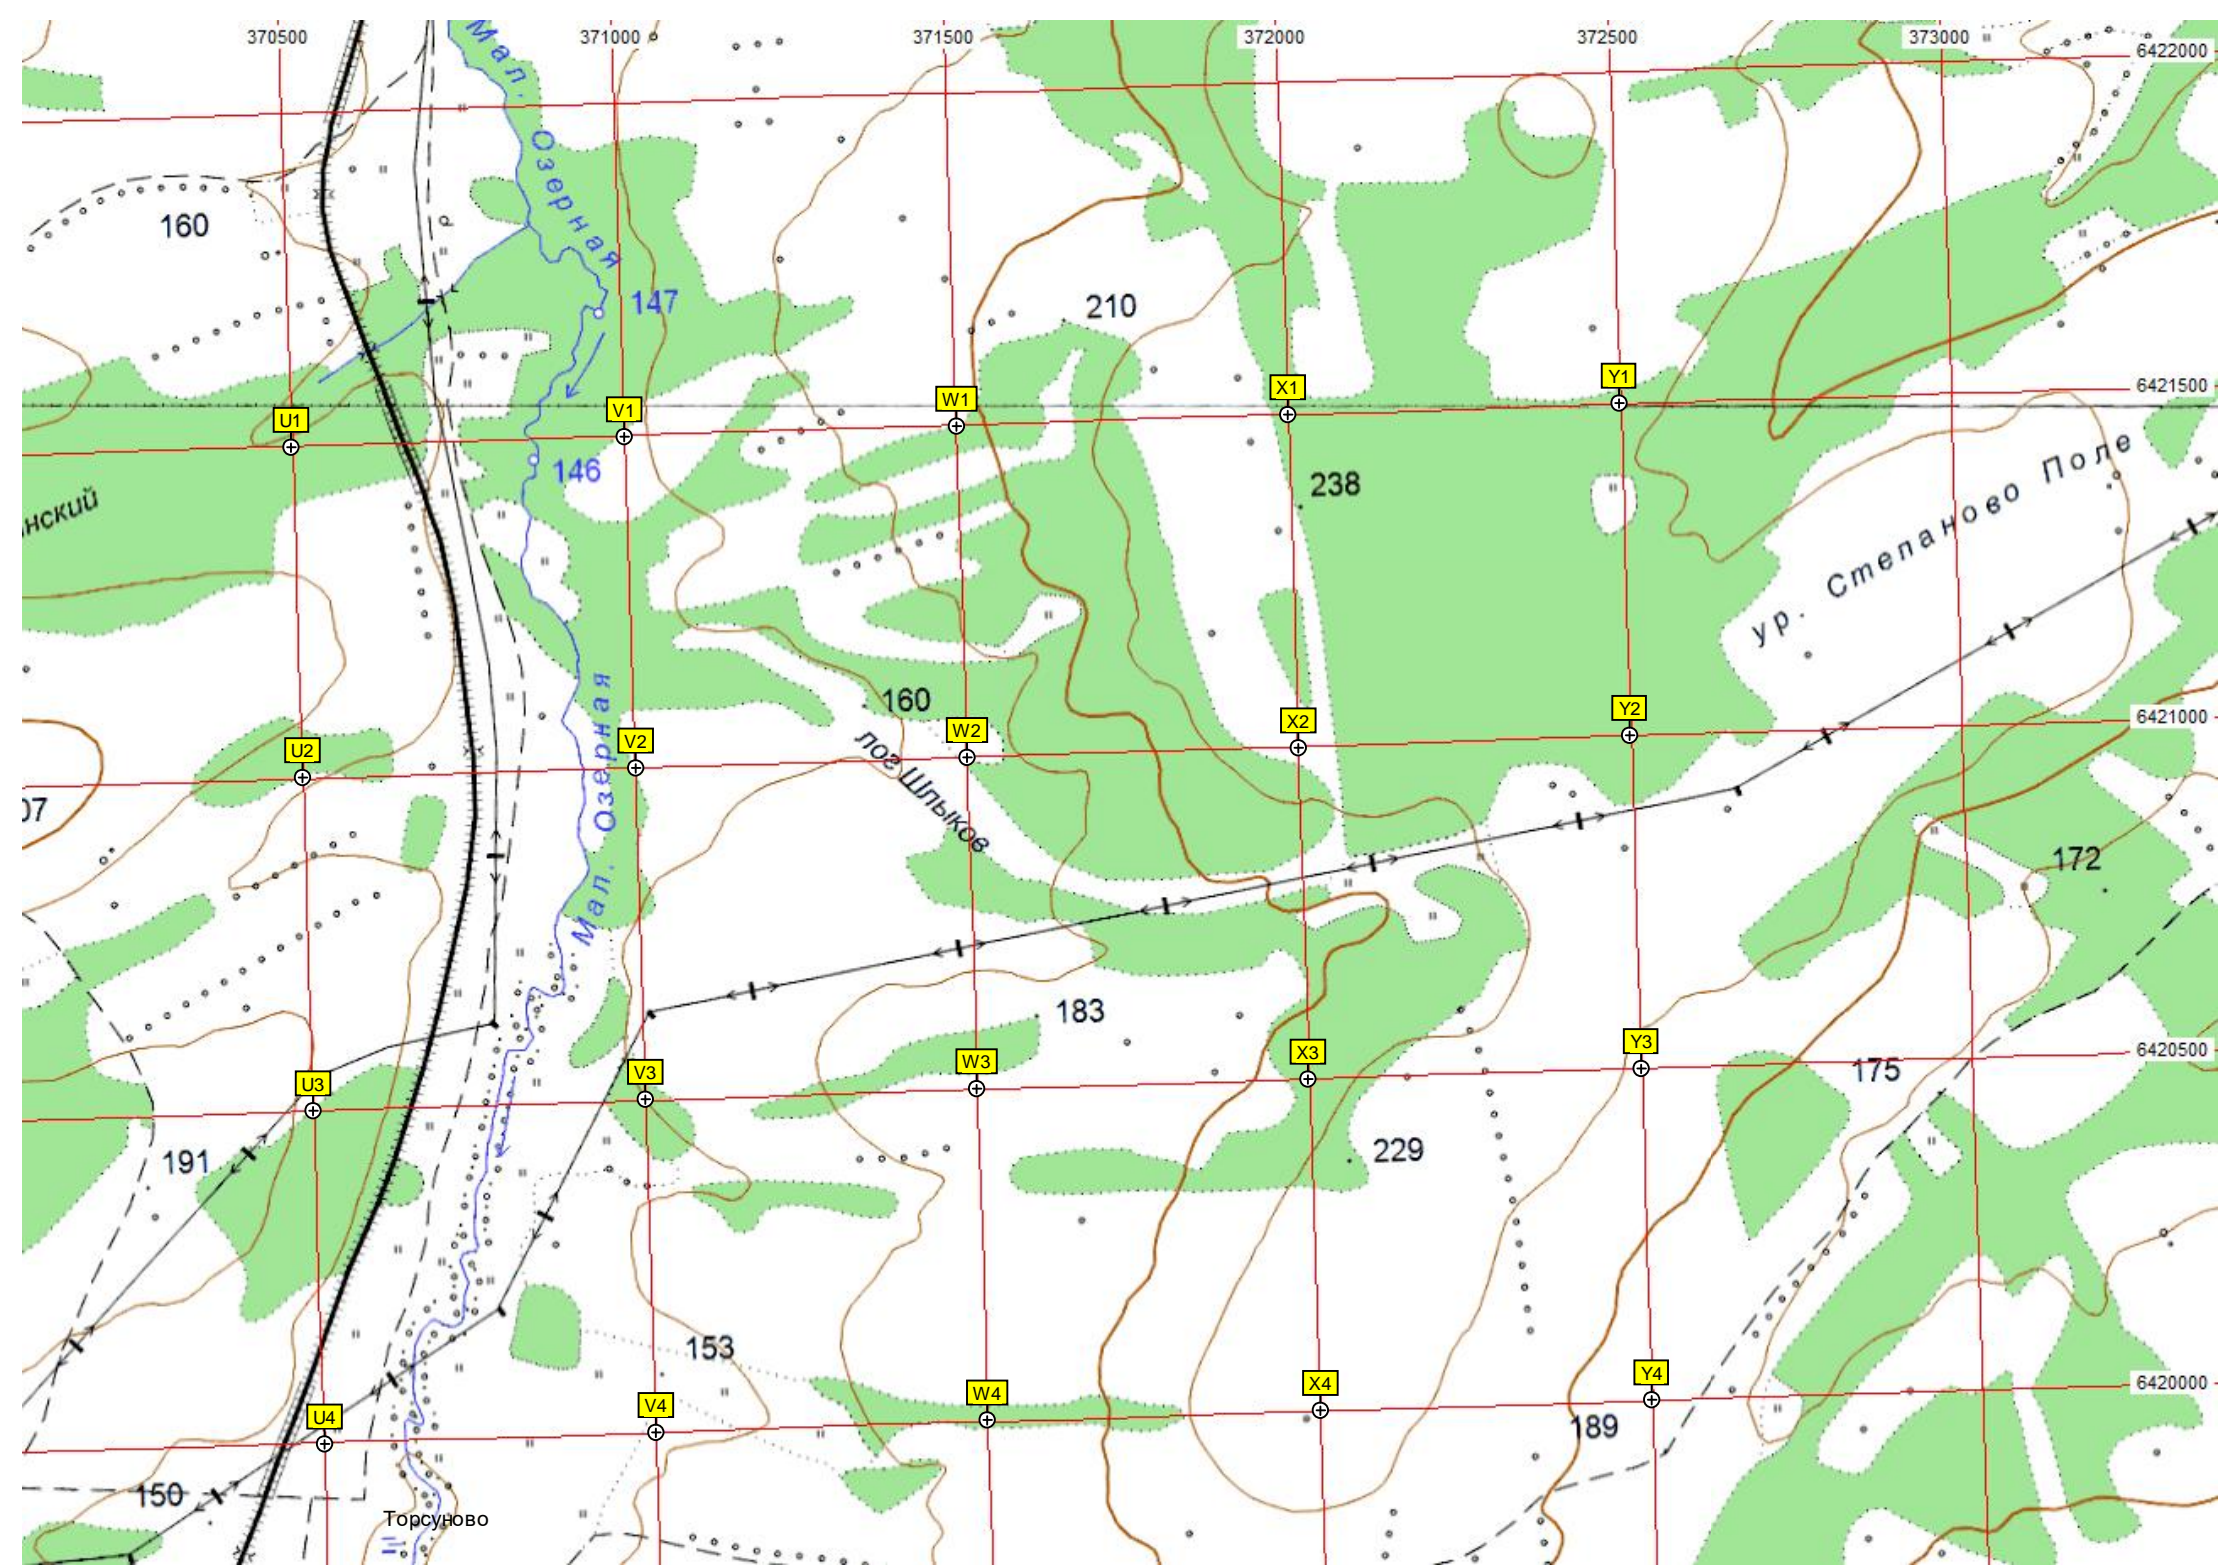 370500 371000 371500 372000 372500 373000
6422000
Мал. Озерная
160
147
210
6421500
U1 V1 W1 X1 Y1
146
238
нский
ур. Степаново Поле
160
6421000
U2 V2 W2 X2 Y2
лог Шлыков
Мал. Озерная
07
172
183
6420500
U3 V3 W3 X3 Y3
175
191
229
153
6420000
U4 V4 W4 X4 Y4
189
150
Торсуново